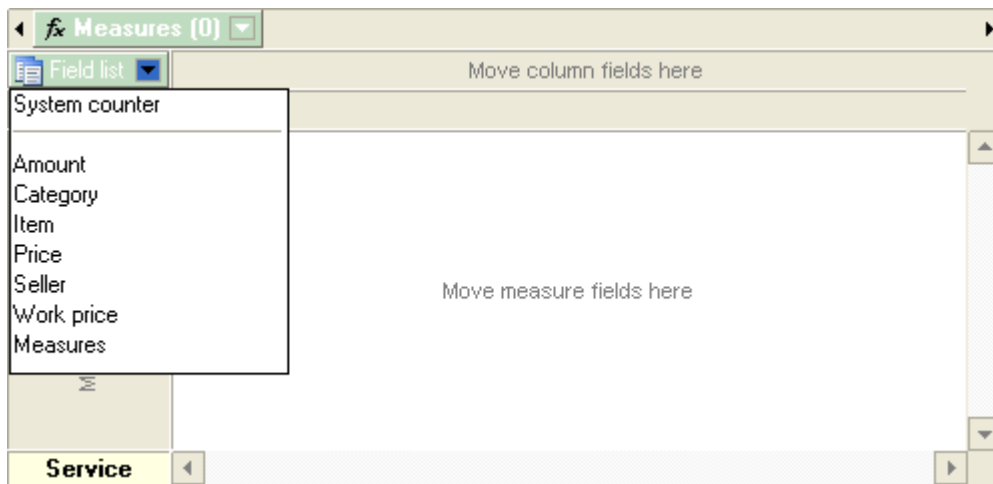 fx Measures (0)
Field list
Move column fields here
System counter
Amount
Category
Item
Price
Seller
Move measure fields here
Work price
Measures
M
Service